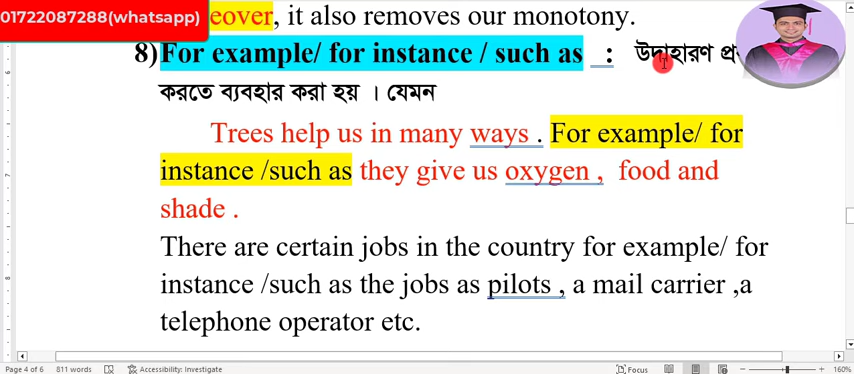 01722087288(whatsapp)
eover, it also removes our monotony.
8)For example/ for instance / such as : উদাহারণ
করতে ব্যবহার করা হয় । যেমন
Trees help us in many ways . For example/ for
instance /such as they give us oxygen , food and
shade .
There are certain jobs in the country for example/ for
instance /such as the jobs as pilots , a mail carrier ,a
telephone operator etc.
Page 4 of 6 811 words Accessibility: Investigate Focus 160%